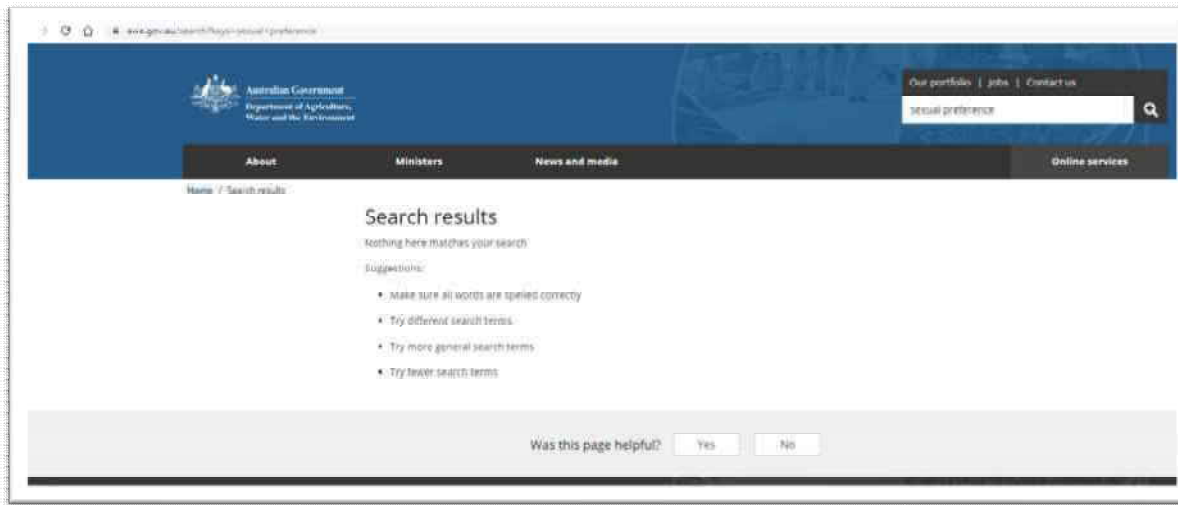 Australian Government
Department of Agriculture,
Water and the Environment
Our portfolio | Jobs | Contact us
sexual preference
About
Ministers
News and media
Online services
Home / Search results
Search results
Nothing here matches your search
Suggestions:
Make sure all words are spelled correctly
Try different search terms
Try more general search terms
Try fewer search terms
Was this page helpful? Yes No